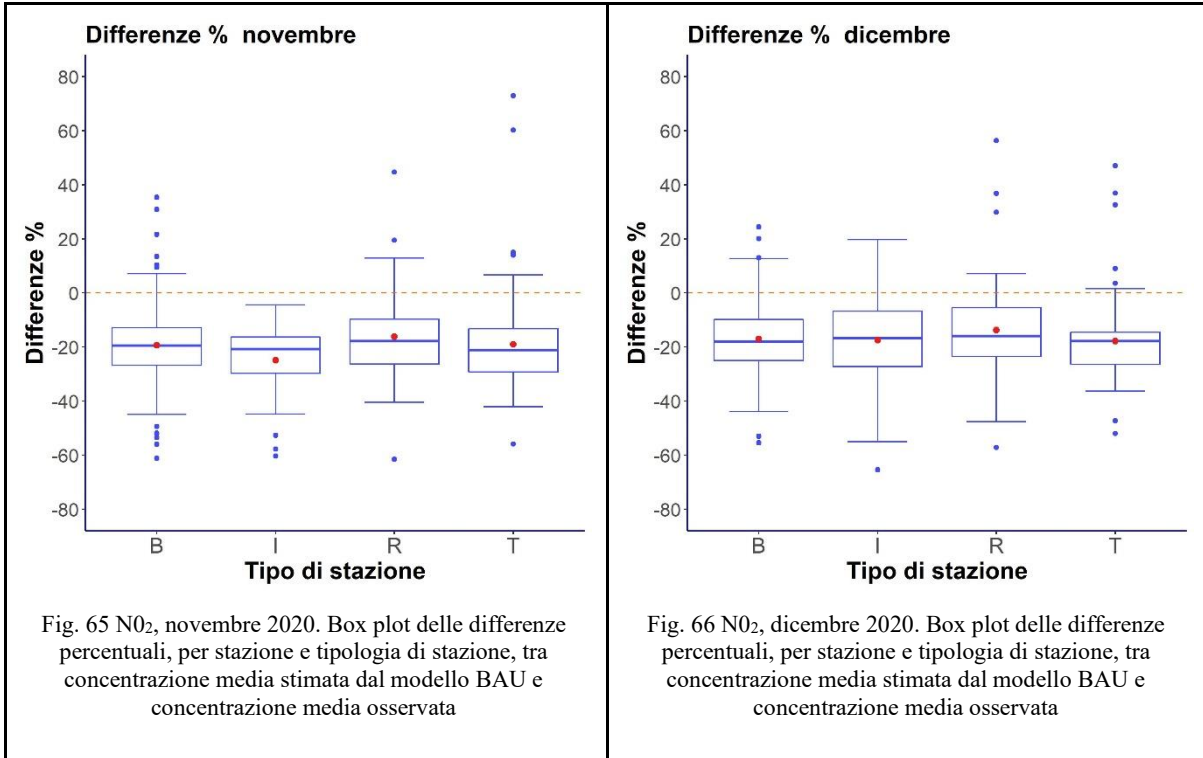 Differenze % novembre
80
60
40
20
0
-20
-40
-60
-80
Differenze %
B I R T
Tipo di stazione
Fig. 65 N0₂, novembre 2020. Box plot delle differenze
percentuali, per stazione e tipologia di stazione, tra
concentrazione media stimata dal modello BAU e
concentrazione media osservata
Differenze % dicembre
80
60
40
20
0
-20
-40
-60
-80
Differenze %
B I R T
Tipo di stazione
Fig. 66 N0₂, dicembre 2020. Box plot delle differenze
percentuali, per stazione e tipologia di stazione, tra
concentrazione media stimata dal modello BAU e
concentrazione media osservata